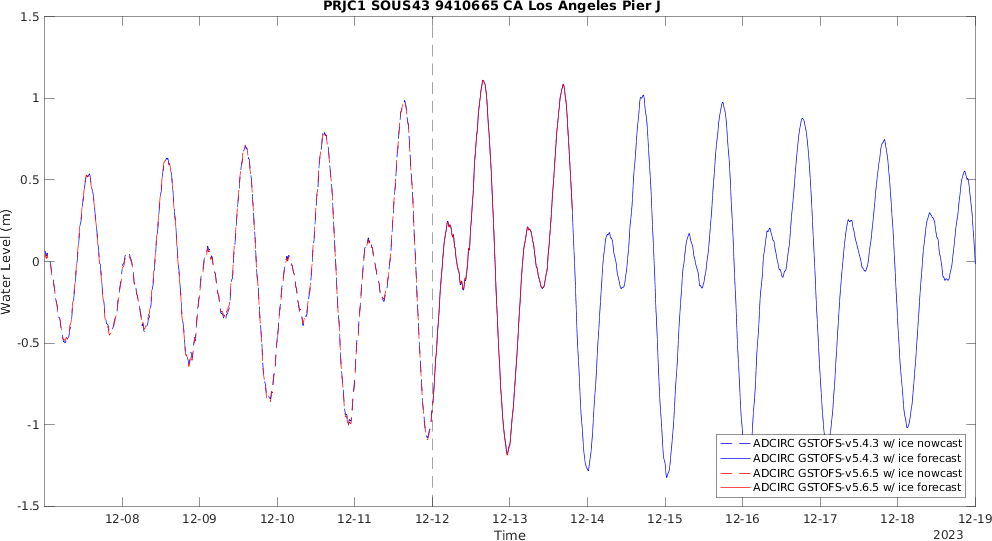 PRJC1 SOUS43 9410665 CA Los Angeles Pier J
1.5
1
0.5
0
-0.5
-1
-1.5
Water Level (m)
12-08 12-09 12-10 12-11 12-12 12-13 12-14 12-15 12-16 12-17 12-18 12-19
Time
2023
ADCIRC GSTOFS-v5.4.3 w/ ice nowcast
ADCIRC GSTOFS-v5.4.3 w/ ice forecast
ADCIRC GSTOFS-v5.6.5 w/ ice nowcast
ADCIRC GSTOFS-v5.6.5 w/ ice forecast